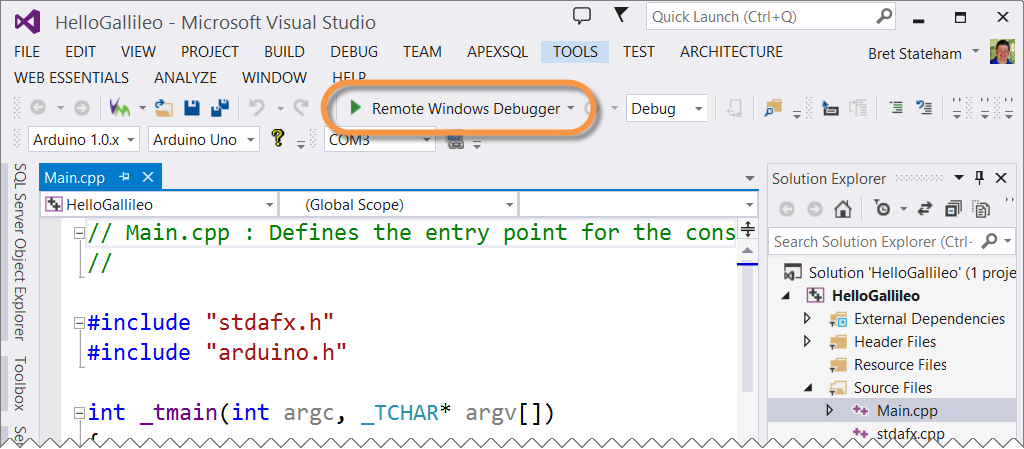 HelloGallileo - Microsoft Visual Studio
Quick Launch (Ctrl+Q)
FILE EDIT VIEW PROJECT BUILD DEBUG TEAM APEXSQL TOOLS TEST ARCHITECTURE
Bret Stateham
WEB ESSENTIALS ANALYZE WINDOW HELP
Remote Windows Debugger
Debug
Arduino 1.0.x
Arduino Uno
COM3
SQL Server Object Explorer
Toolbox
Se
Main.cpp
HelloGallileo
(Global Scope)
// Main.cpp : Defines the entry point for the cons
//
#include "stdafx.h"
#include "arduino.h"
int _tmain(int argc, _TCHAR* argv[])
{
Solution Explorer
Search Solution Explorer (Ctrl-
Solution 'HelloGallileo' (1 proje
HelloGallileo
External Dependencies
Header Files
Resource Files
Source Files
Main.cpp
stdafx.cpp